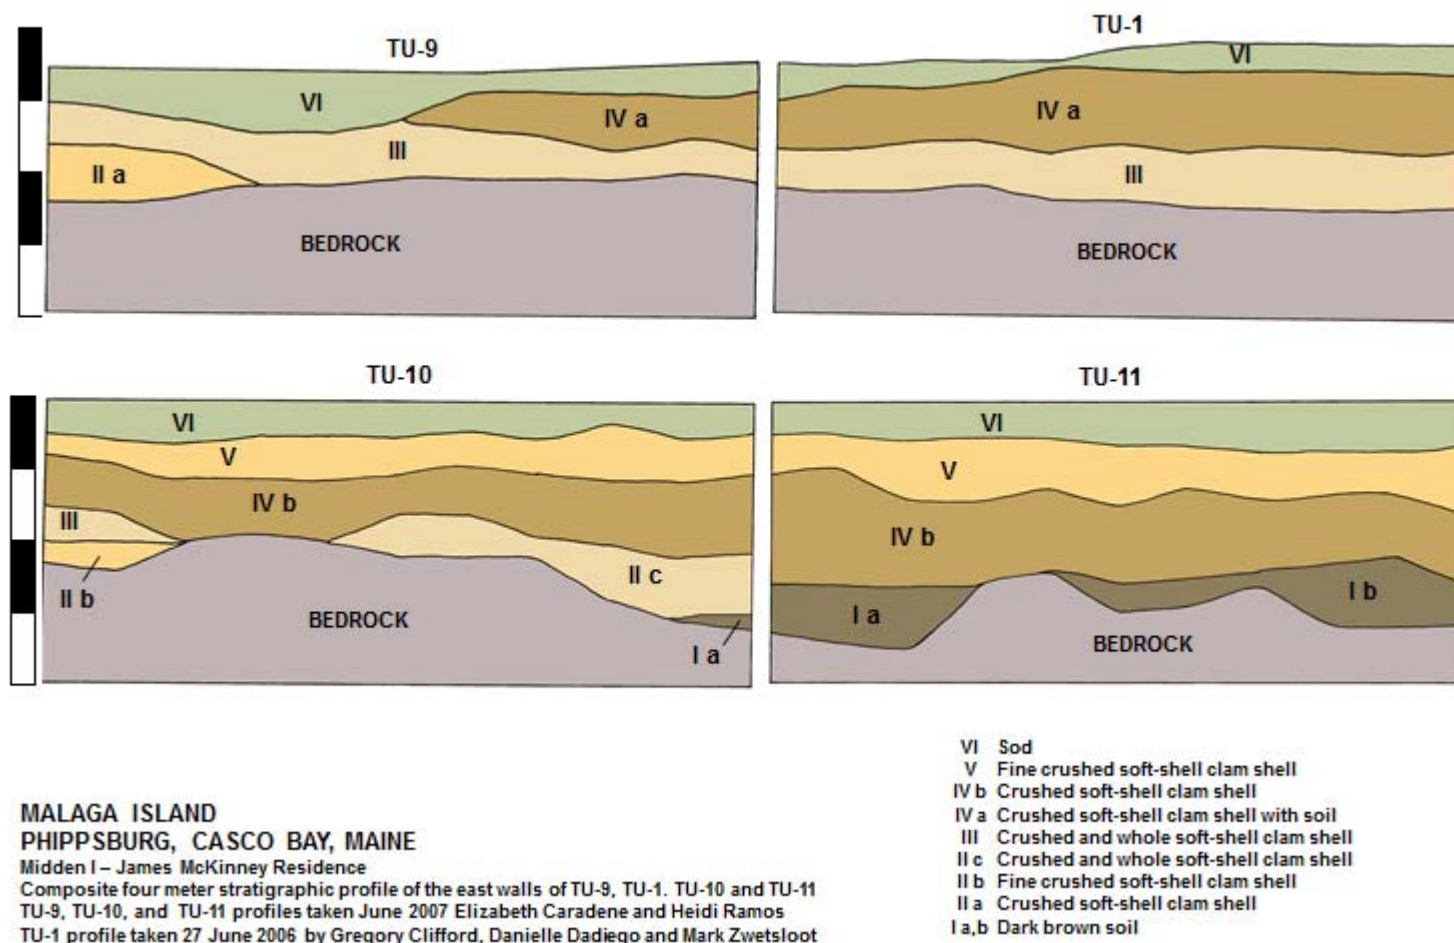 TU-9
TU-1
VI
IV a
III
II a
BEDROCK
VI
IV a
III
BEDROCK
TU-10
TU-11
VI
V
IV b
III
II c
II b
BEDROCK
I a
VI
V
IV b
I a
I b
BEDROCK
VI Sod
V Fine crushed soft-shell clam shell
IV b Crushed soft-shell clam shell
IV a Crushed soft-shell clam shell with soil
III Crushed and whole soft-shell clam shell
II c Crushed and whole soft-shell clam shell
II b Fine crushed soft-shell clam shell
II a Crushed soft-shell clam shell
I a,b Dark brown soil
MALAGA ISLAND
PHIPPSBURG, CASCO BAY, MAINE
Midden I – James McKinney Residence
Composite four meter stratigraphic profile of the east walls of TU-9, TU-1. TU-10 and TU-11
TU-9, TU-10, and TU-11 profiles taken June 2007 Elizabeth Caradene and Heidi Ramos
TU-1 profile taken 27 June 2006 by Gregory Clifford, Danielle Dadiego and Mark Zwetsloot